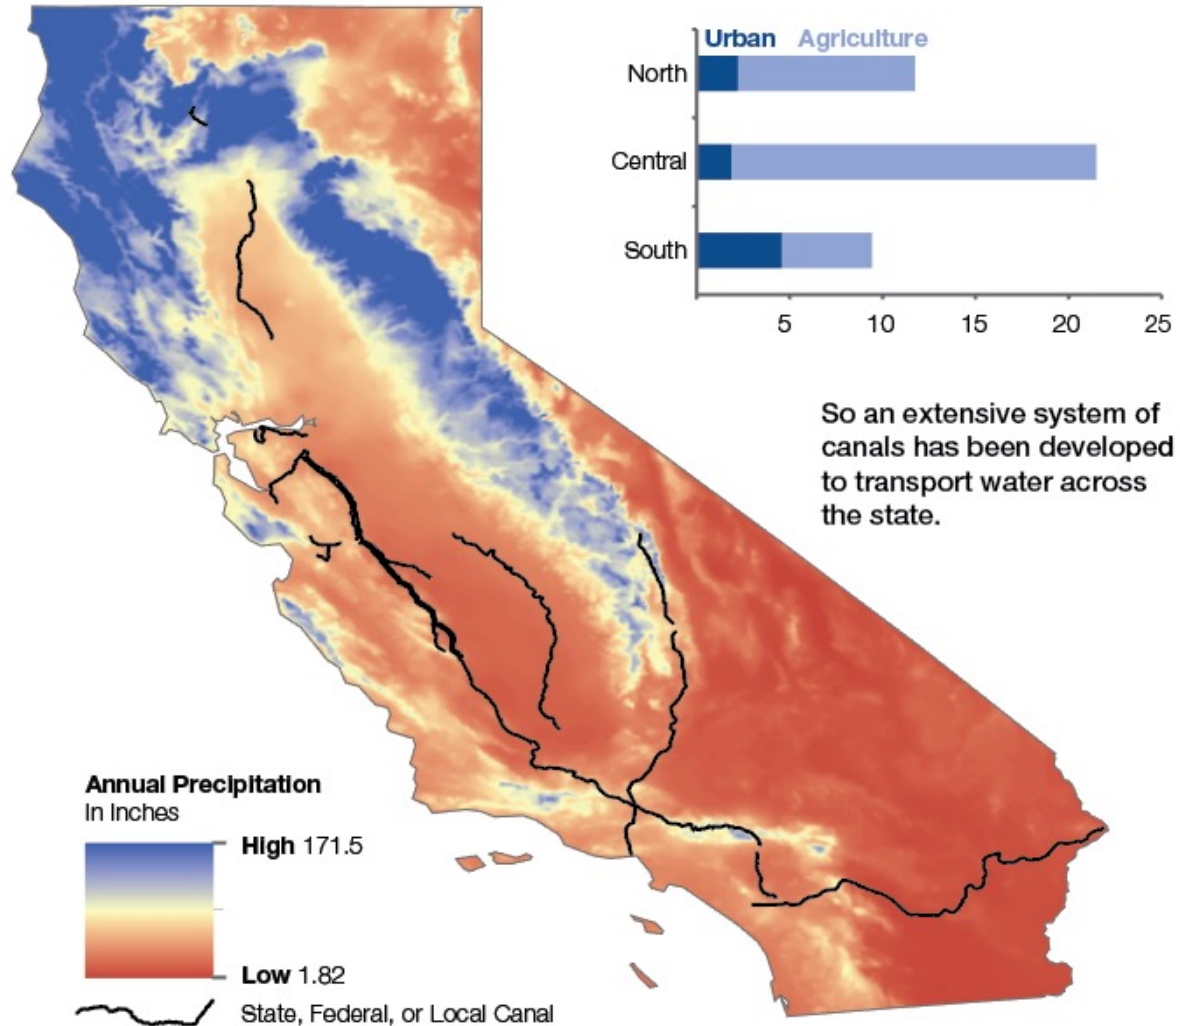 Urban Agriculture
North
Central
South
5 10 15 20 25
So an extensive system of
canals has been developed
to transport water across
the state.
Annual Precipitation
In Inches
High 171.5
Low 1.82
State, Federal, or Local Canal